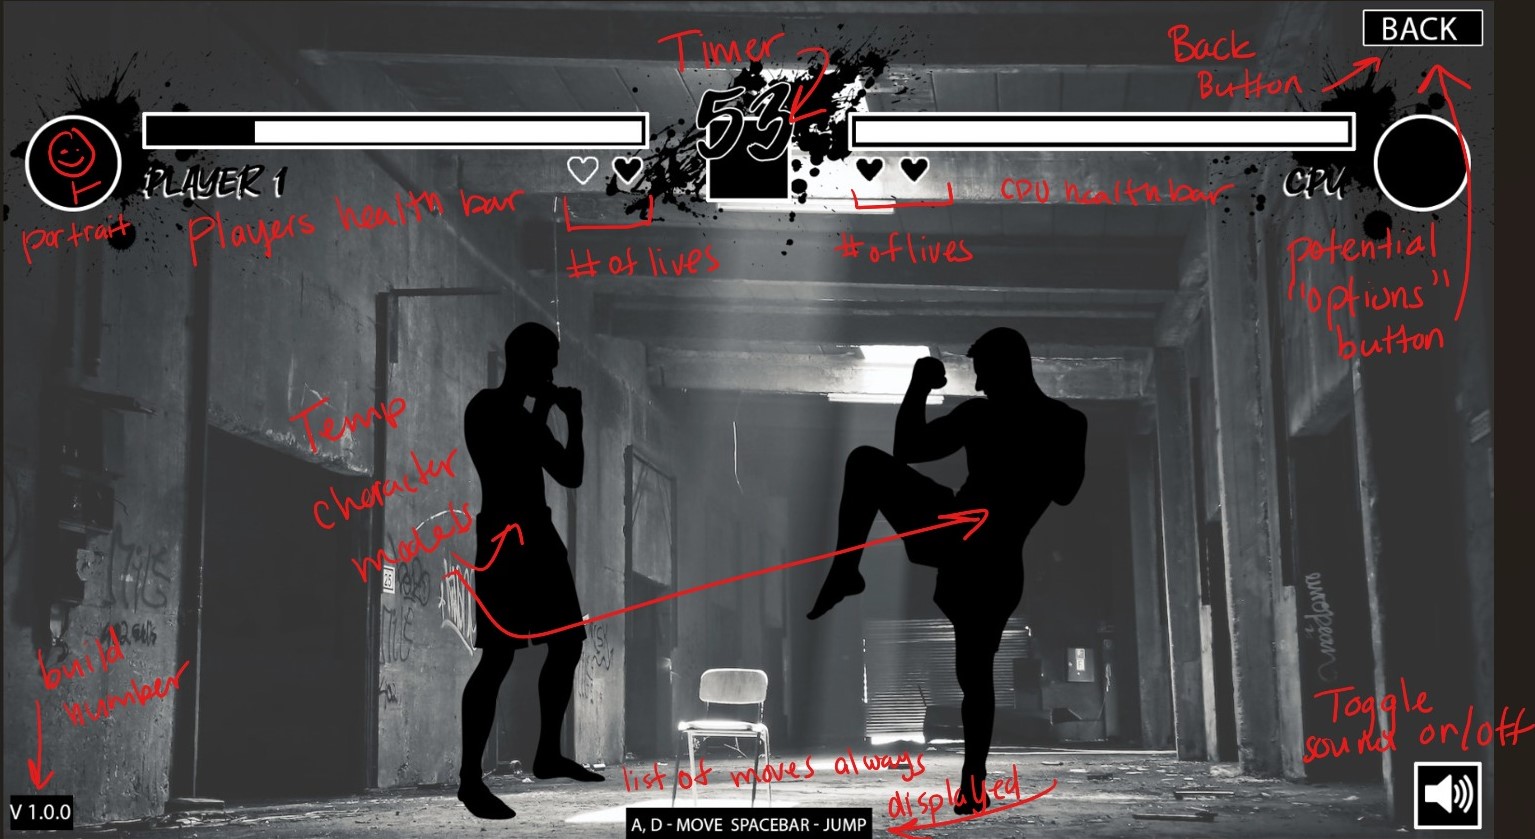 BACK
Timer
Back
Button
53
PLAYER 1
CPU
portrait
Players health bar
# of lives
# of lives
CPU health bar
potential
"options"
button
Temp
character
models
25
build
number
V 1.0.0
list of moves always
displayed
A, D - MOVE SPACEBAR - JUMP
Toggle
sound on/off